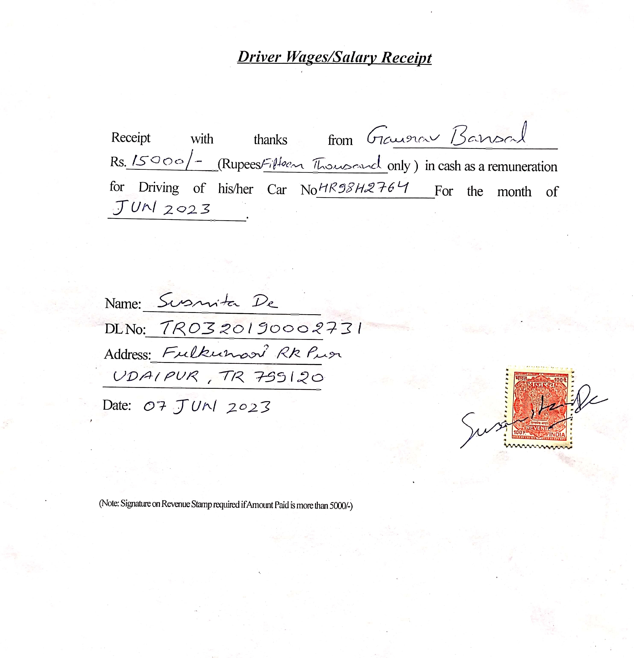 Driver Wages/Salary Receipt
Receipt with thanks from Gaurav Bansal
Rs. 15000/- (Rupees Fifteen Thousand only ) in cash as a remuneration
for Driving of his/her Car No HR98H2764 For the month of
JUN 2023.
Name: Susmita De
DL No: TR0320190002731
Address: Fulkumari RK Pur
UDAIPUR, TR 799120
Date: 07 JUN 2023
Susmita De
INDIA
(Note: Signature on Revenue Stamp required if Amount Paid is more than 5000/-)